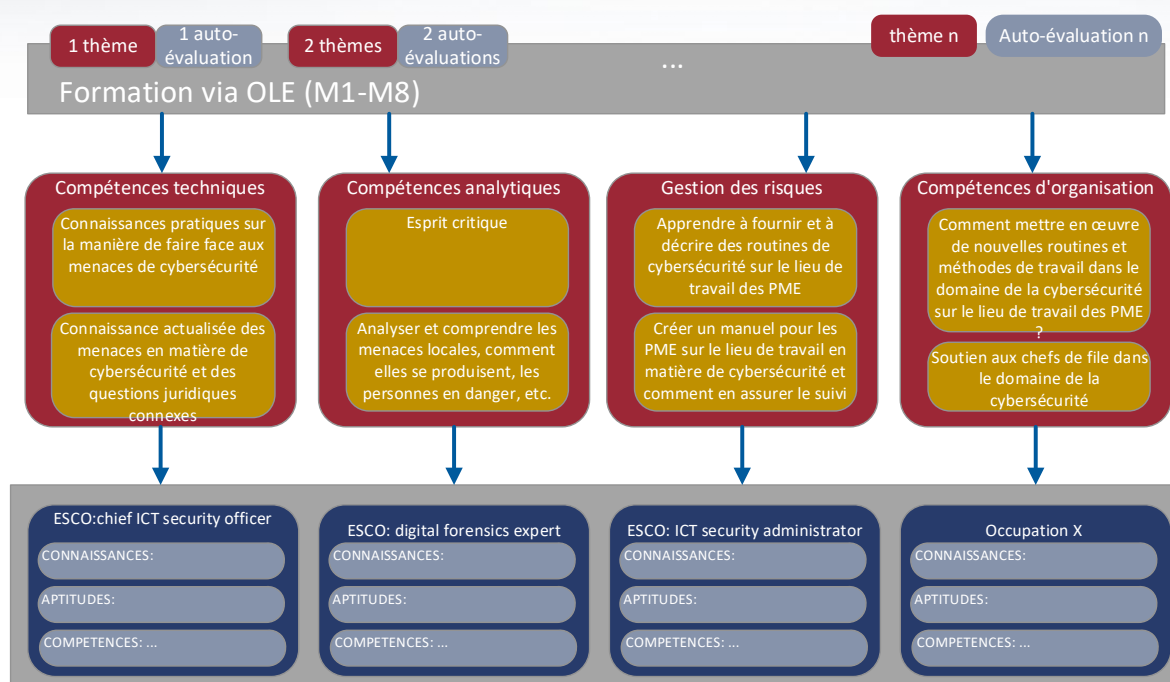 1 thème
1 auto-
évaluation
2 thèmes
2 auto-
évaluations
...
thème n
Auto-évaluation n
Formation via OLE (M1-M8)
Compétences techniques
Connaissances pratiques sur
la manière de faire face aux
menaces de cybersécurité
Connaissance actualisée des
menaces en matière de
cybersécurité et des
questions juridiques
connexes
Compétences analytiques
Esprit critique
Analyser et comprendre les
menaces locales, comment
elles se produisent, les
personnes en danger, etc.
Gestion des risques
Apprendre à fournir et à
décrire des routines de
cybersécurité sur le lieu de
travail des PME
Créer un manuel pour les
PME sur le lieu de travail en
matière de cybersécurité et
comment en assurer le suivi
Compétences d'organisation
Comment mettre en œuvre
de nouvelles routines et
méthodes de travail dans le
domaine de la cybersécurité
sur le lieu de travail des PME
?
Soutien aux chefs de file dans
le domaine de la
cybersécurité
ESCO:chief ICT security officer
CONNAISSANCES:
APTITUDES:
COMPETENCES: ...
ESCO: digital forensics expert
CONNAISSANCES:
APTITUDES:
COMPETENCES: ...
ESCO: ICT security administrator
CONNAISSANCES:
APTITUDES:
COMPETENCES: ...
Occupation X
CONNAISSANCES:
APTITUDES:
COMPETENCES: ...